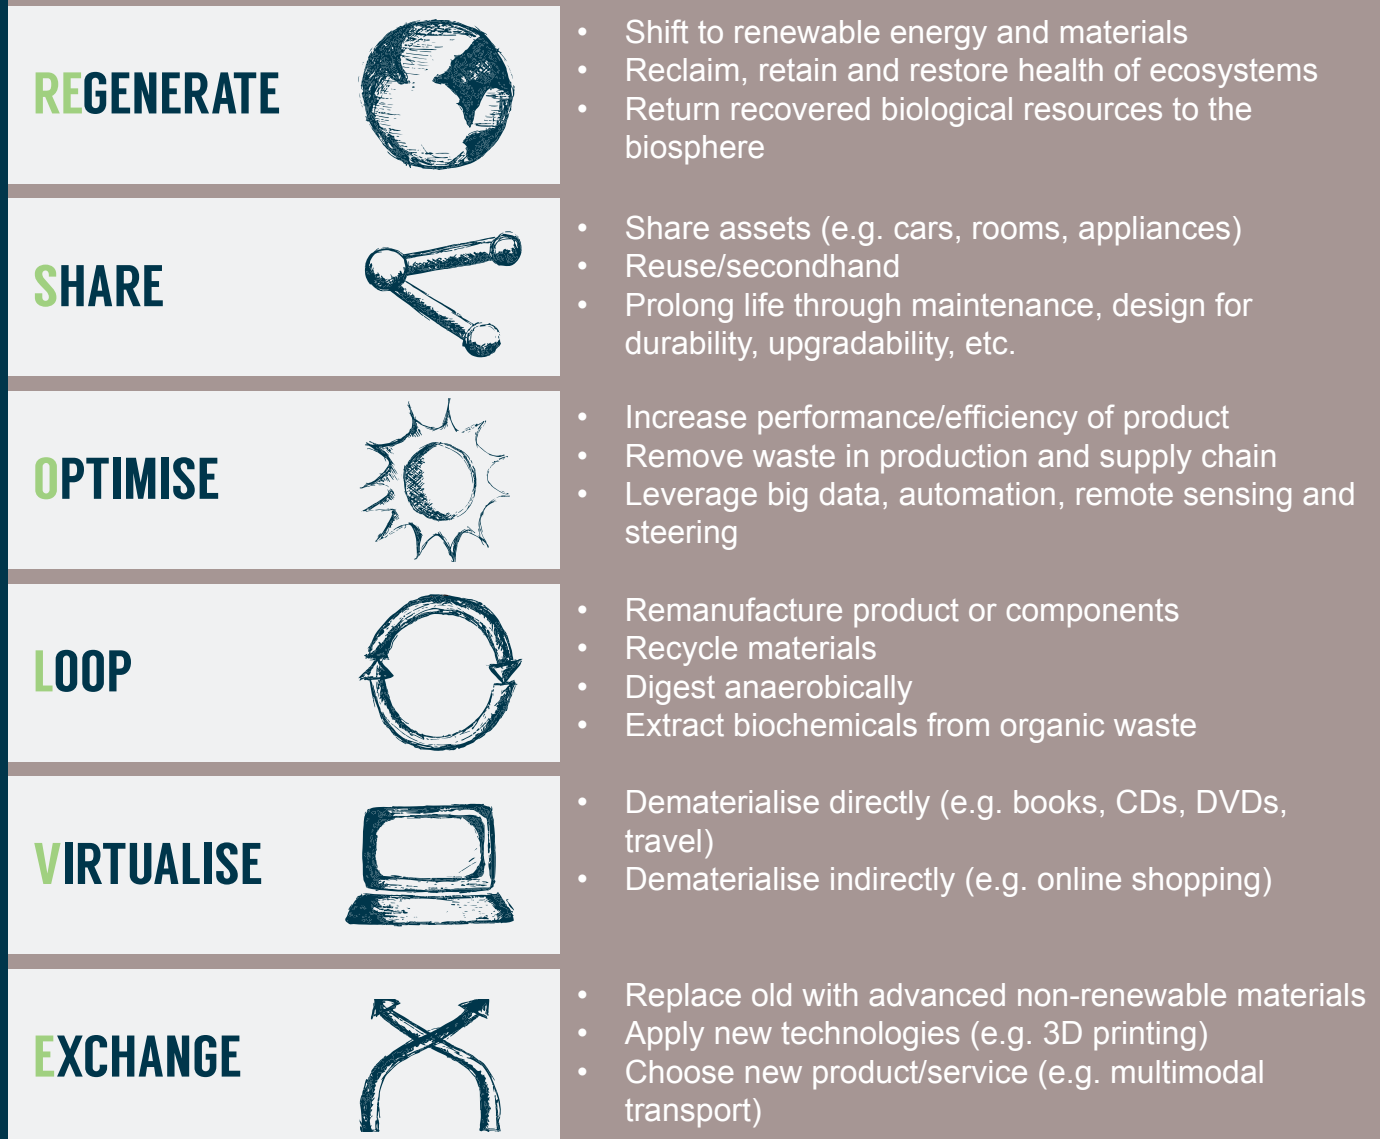 REGENERATE
• Shift to renewable energy and materials
• Reclaim, retain and restore health of ecosystems
• Return recovered biological resources to the
biosphere
SHARE
• Share assets (e.g. cars, rooms, appliances)
• Reuse/secondhand
• Prolong life through maintenance, design for
durability, upgradability, etc.
OPTIMISE
• Increase performance/efficiency of product
• Remove waste in production and supply chain
• Leverage big data, automation, remote sensing and
steering
LOOP
• Remanufacture product or components
• Recycle materials
• Digest anaerobically
• Extract biochemicals from organic waste
VIRTUALISE
• Dematerialise directly (e.g. books, CDs, DVDs,
travel)
• Dematerialise indirectly (e.g. online shopping)
EXCHANGE
• Replace old with advanced non-renewable materials
• Apply new technologies (e.g. 3D printing)
• Choose new product/service (e.g. multimodal
transport)